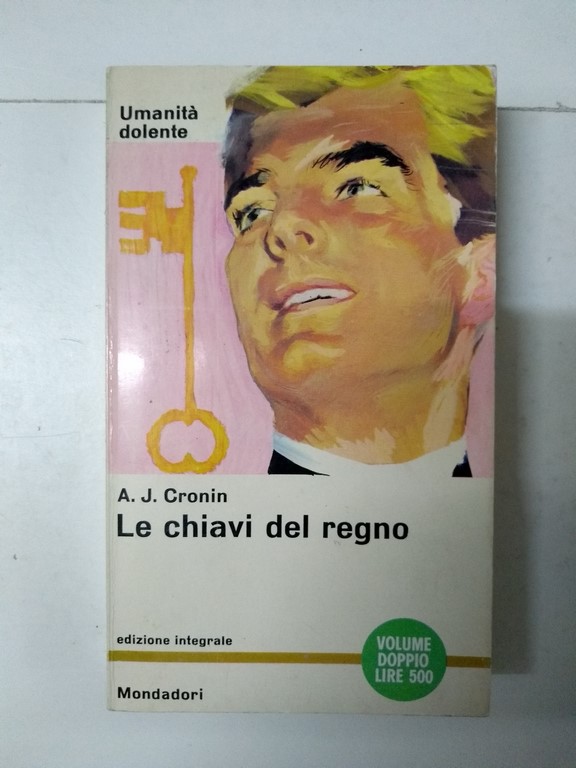 Umanità
dolente
A. J. Cronin
Le chiavi del regno
edizione integrale
VOLUME
DOPPIO
LIRE 500
Mondadori